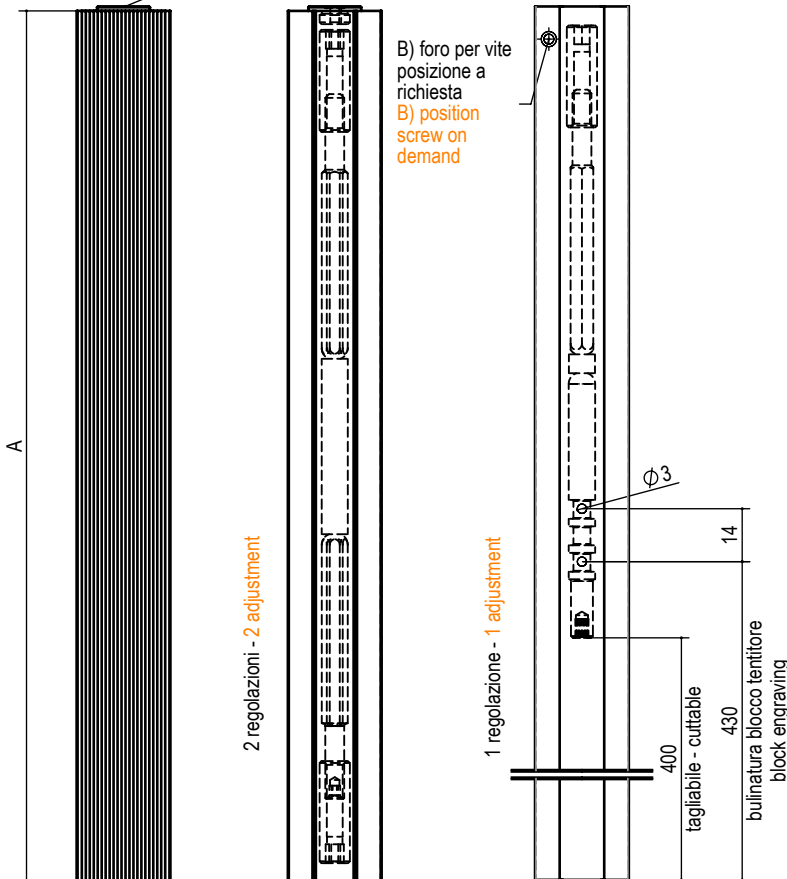 B) foro per vite
posizione a
richiesta
B) position
screw on
demand
A
2 regolazioni - 2 adjustment
1 regolazione - 1 adjustment
Ø3
14
430
bulinatura blocco tentitore
block engraving
400
tagliabile - cuttable